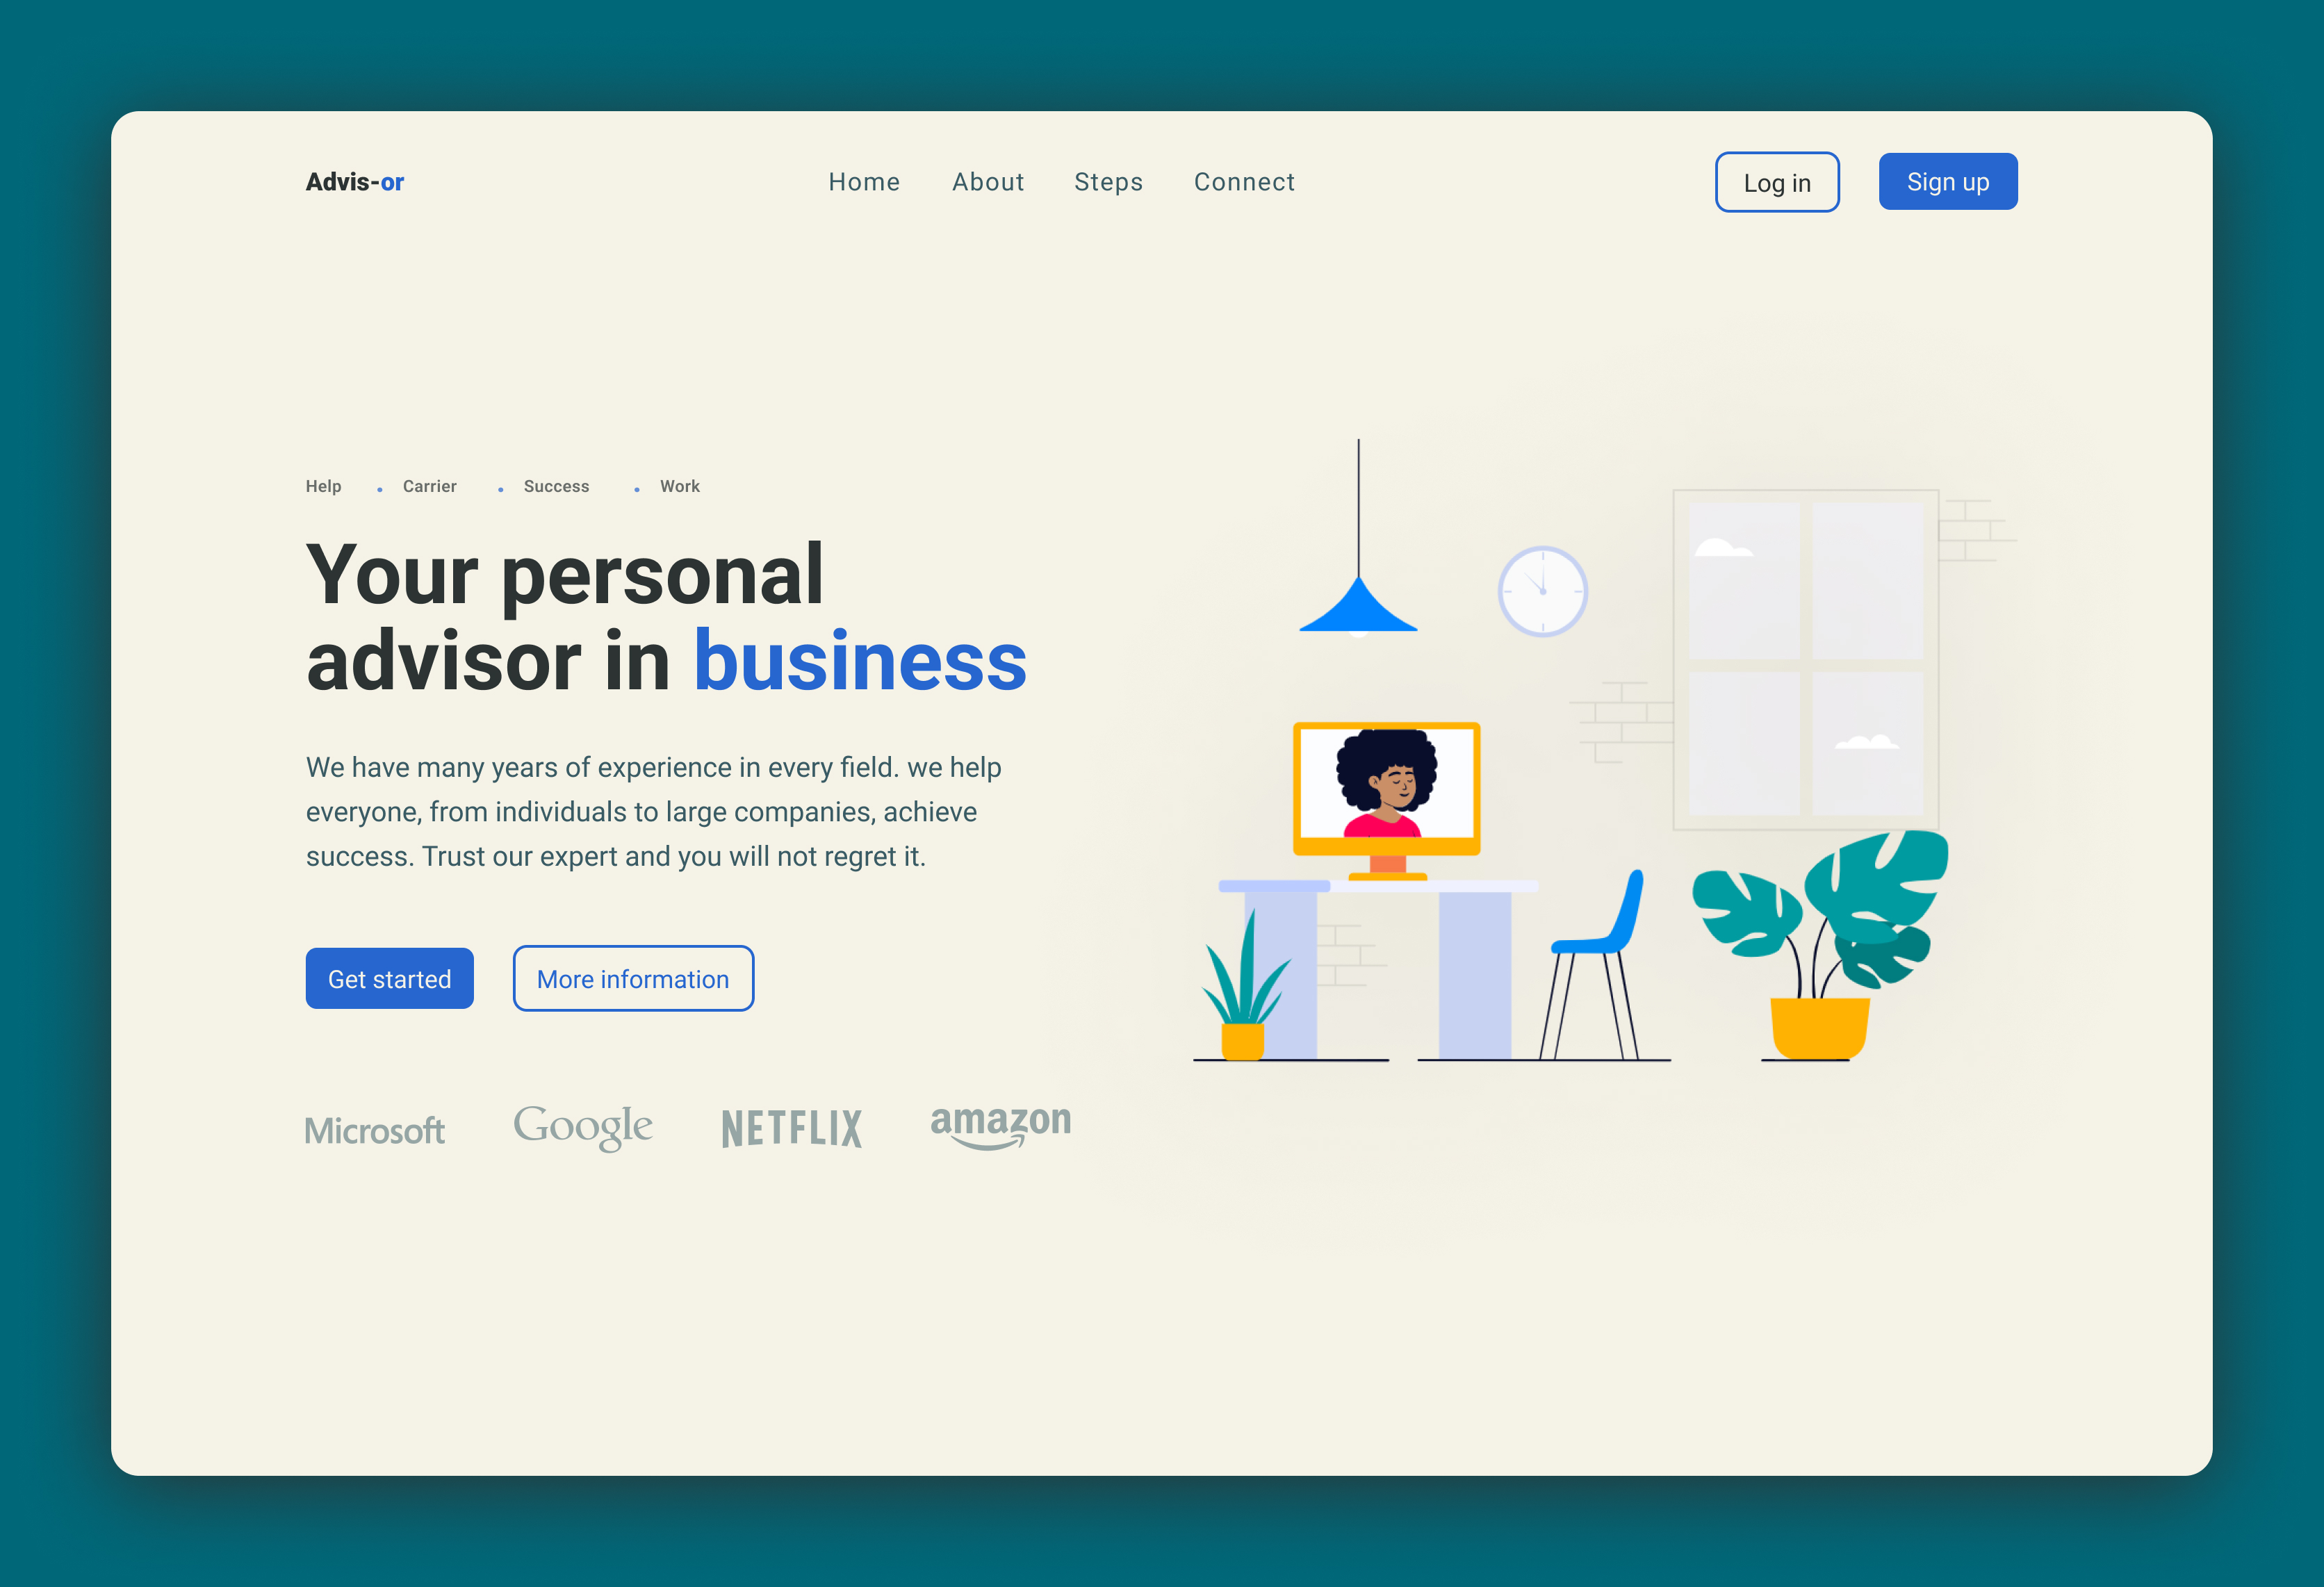 Advis-or
Home About Steps Connect
Log in
Sign up
Help • Carrier • Success • Work
Your personal
advisor in business
We have many years of experience in every field. we help
everyone, from individuals to large companies, achieve
success. Trust our expert and you will not regret it.
Get started
More information
Microsoft Google NETFLIX amazon